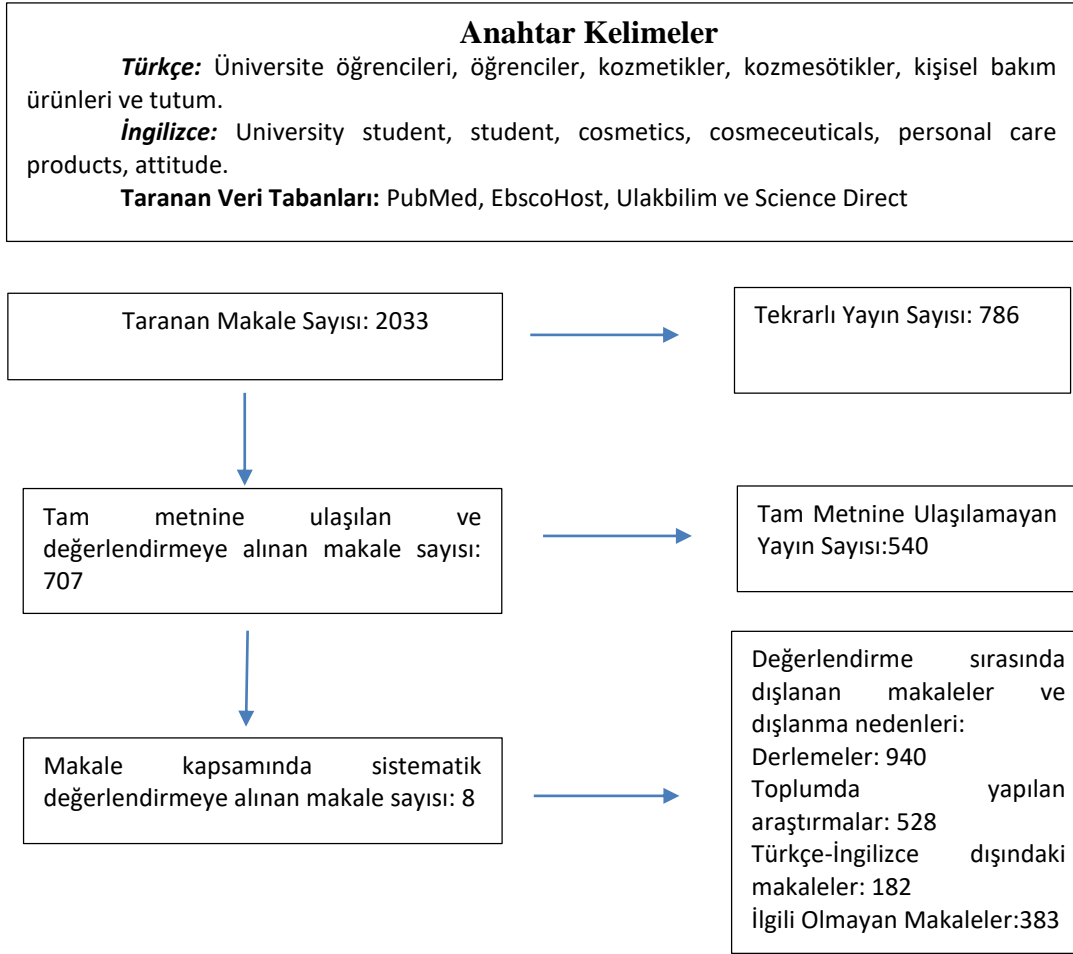 Anahtar Kelimeler
Türkçe: Üniversite öğrencileri, öğrenciler, kozmetikler, kozmesötikler, kişisel bakım
ürünleri ve tutum.
İngilizce: University student, student, cosmetics, cosmeceuticals, personal care
products, attitude.
Taranan Veri Tabanları: PubMed, EbscoHost, Ulakbilim ve Science Direct
Taranan Makale Sayısı: 2033
Tekrarlı Yayın Sayısı: 786
Tam metnine ulaşılan ve
değerlendirmeye alınan makale sayısı:
707
Tam Metnine Ulaşılamayan
Yayın Sayısı:540
Makale kapsamında sistematik
değerlendirmeye alınan makale sayısı: 8
Değerlendirme sırasında
dışlanan makaleler ve
dışlanma nedenleri:
Derlemeler: 940
Toplumda yapılan
araştırmalar: 528
Türkçe-İngilizce dışındaki
makaleler: 182
İlgili Olmayan Makaleler:383